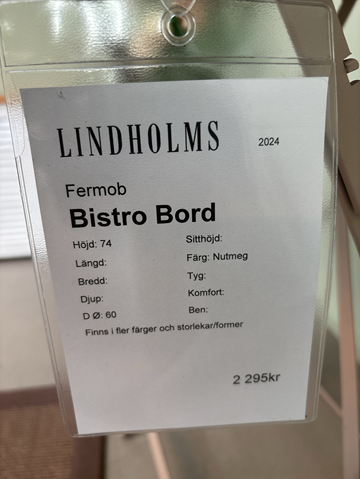 LINDHOLMS 2024
Fermob
Bistro Bord
Höjd: 74 Sitthöjd:
Längd: Färg: Nutmeg
Bredd: Tyg:
Djup: Komfort:
D Ø: 60 Ben:
Finns i fler färger och storlekar/former
2 295kr